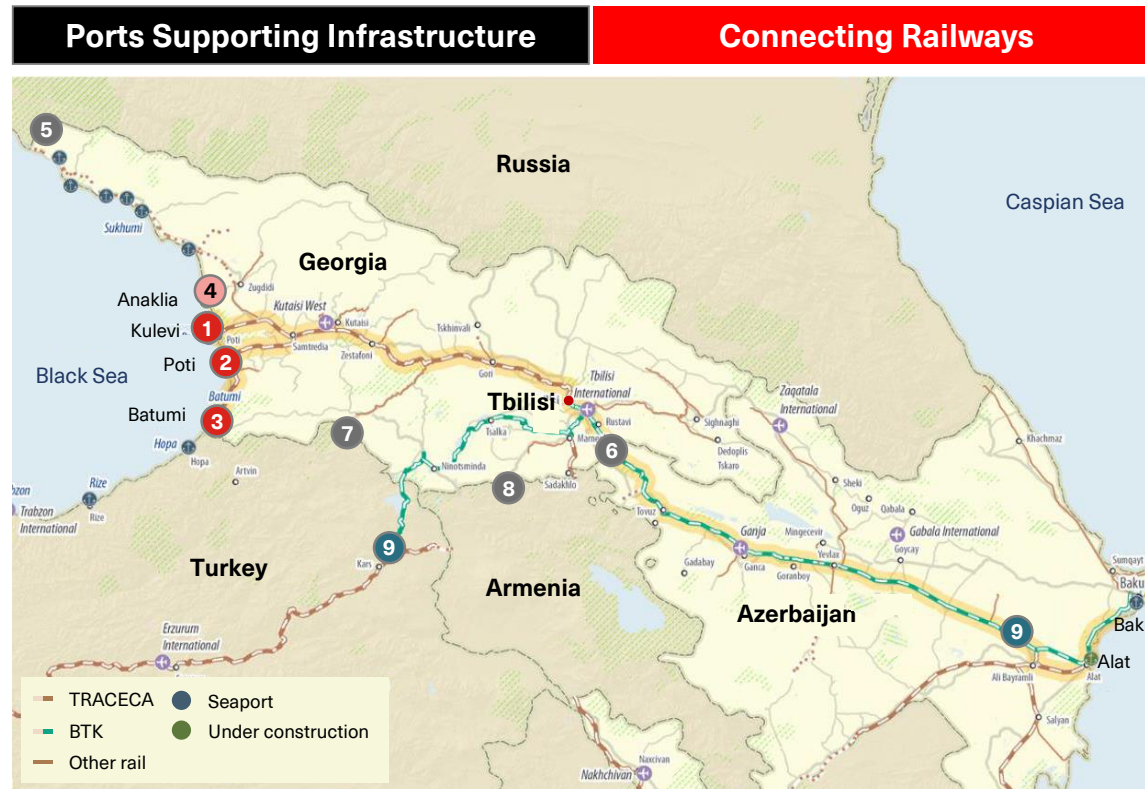 Ports Supporting Infrastructure
Connecting Railways
5
Russia
Caspian Sea
Sukhumi
Georgia
4
Anaklia
Zugdidi
Kutaisi West
Kulevi
1
Poti
Kutaisi
Tskhinvali
Samtredia
Zestafoni
Poti
2
Gori
Black Sea
Tbilisi
International
Zaqatala
International
Batumi
Tbilisi
Batumi
3
7
Tsalka
Rustavi
Sighnaghi
Khachmaz
Hopa
Hopa
6
Dedoplis
Tskaro
Artvin
Ninotsminda
8
Sadakhlo
Sheki
Rize
Rize
Oguz
Qabala
Trabzon
International
Tovuz
Mingecevir
Gabala International
9
Ganja
Yevlax
Goycay
Kars
Ganca
Goranboy
Gadabay
Sumqayt
Turkey
Armenia
Baku
Azerbaijan
Bak
Erzurum
International
9
Alat
Ali Bayramli
Alat
TRACECA
Seaport
BTK
Under construction
Other rail
Salyan
Naxcivan
Nakhchivan